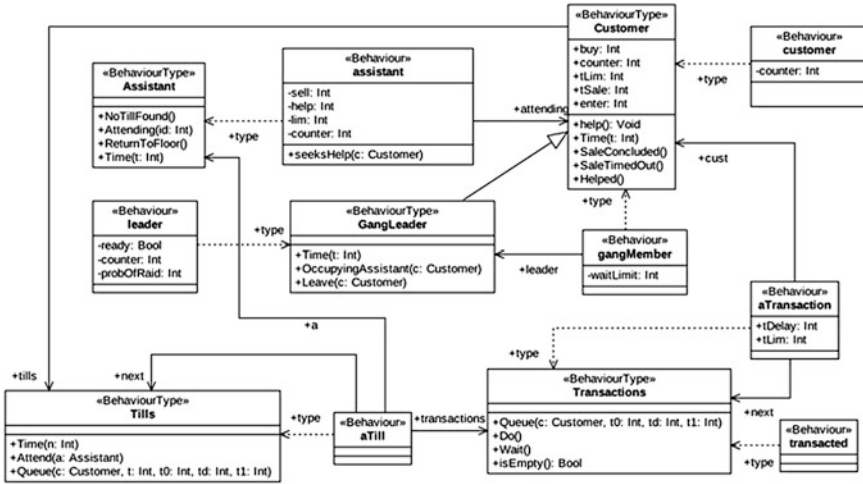 «BehaviourType»
Customer
+buy: Int
+counter: Int
+tLim: Int
+tSale: Int
+enter: Int
+help(): Void
+Time(t: Int)
+SaleConcluded()
+SaleTimedOut()
+Helped()
«Behaviour»
customer
-counter: Int
+type
«Behaviour»
assistant
-sell: Int
-help: Int
-lim: Int
-counter: Int
+seeksHelp(c: Customer)
+attending
«BehaviourType»
Assistant
+NoTillFound()
+Attending(id: Int)
+ReturnToFloor()
+Time(t: Int)
+type
+cust
+type
«Behaviour»
leader
-ready: Bool
-counter: Int
-probOfRaid: Int
+type
«BehaviourType»
GangLeader
+Time(t: Int)
+OccupyingAssistant(c: Customer)
+Leave(c: Customer)
+leader
«Behaviour»
gangMember
-waitLimit: Int
«Behaviour»
aTransaction
+tDelay: Int
+tLim: Int
+a
+type
+tills
+next
«BehaviourType»
Tills
+Time(n: Int)
+Attend(a: Assistant)
+Queue(c: Customer, t: Int, t0: Int, td: Int, t1: Int)
+type
«Behaviour»
aTill
+transactions
«BehaviourType»
Transactions
+Queue(c: Customer, t0: Int, td: Int, t1: Int)
+Do()
+Wait()
+isEmpty(): Bool
+next
«Behaviour»
transacted
+type